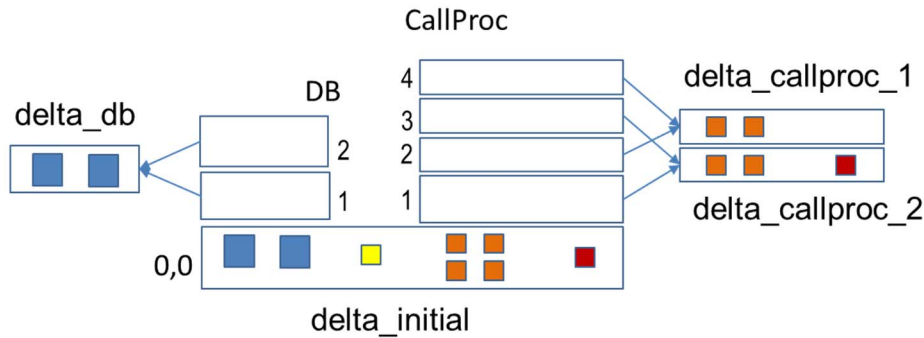 CallProc
4
delta_callproc_1
DB
3
delta_db
2
2
1
1
delta_callproc_2
0,0
delta_initial